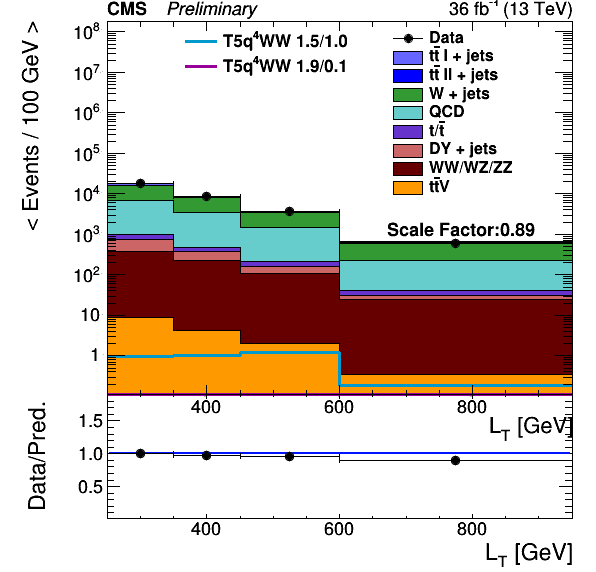 CMS Preliminary 36 fb⁻¹ (13 TeV)
< Events / 100 GeV >
10⁸
10⁷
10⁶
10⁵
10⁴
10³
10²
10
1
T5q⁴WW 1.5/1.0
T5q⁴WW 1.9/0.1
Data
tt̄ l + jets
tt̄ ll + jets
W + jets
QCD
t/t̄
DY + jets
WW/WZ/ZZ
tt̄V
Scale Factor:0.89
400 600 800
L_T [GeV]
Data/Pred.
1.5
1.0
0.5
400 600 800
L_T [GeV]